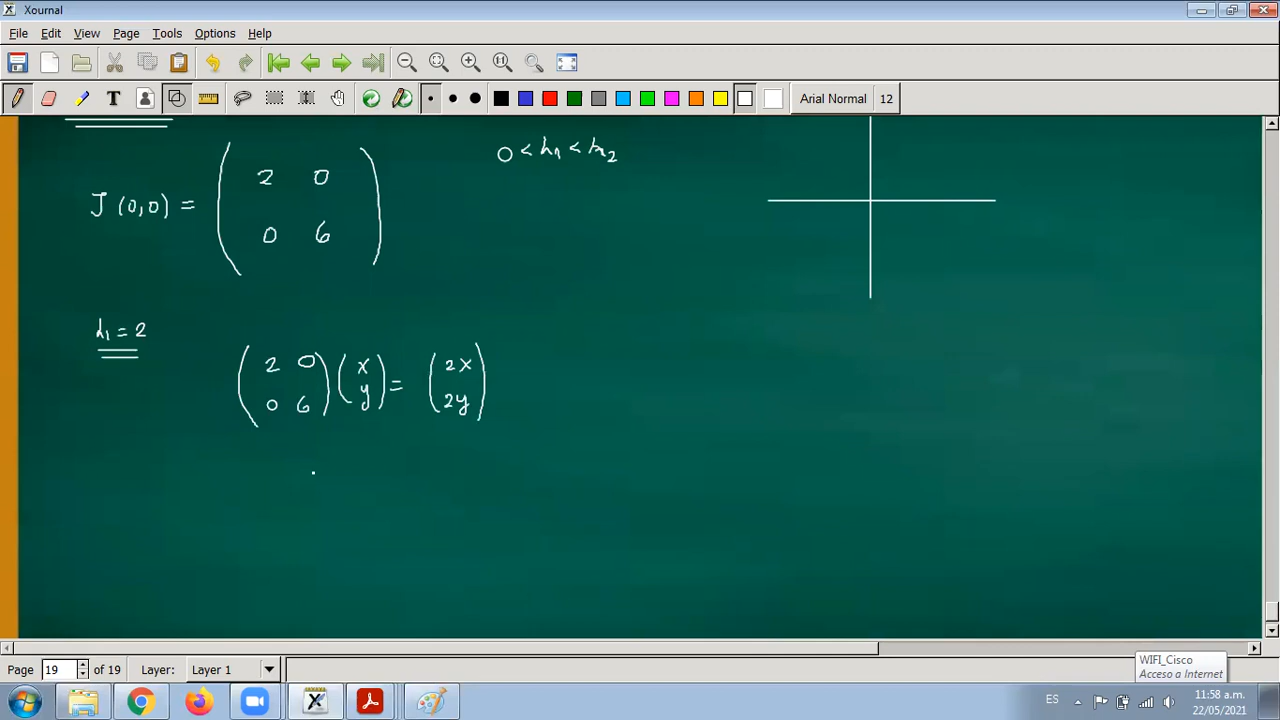 Xournal
File Edit View Page Tools Options Help
Arial Normal 12
0 < λ₁ < λ₂
J (0,0) = ( 2 0
0 6 )
λ₁ = 2
( 2 0
0 6 ) ( x
y ) = ( 2x
2y )
Page 19 of 19 Layer: Layer 1
WIFI_Cisco
Acceso a Internet
ES 11:58 a.m.
22/05/2021